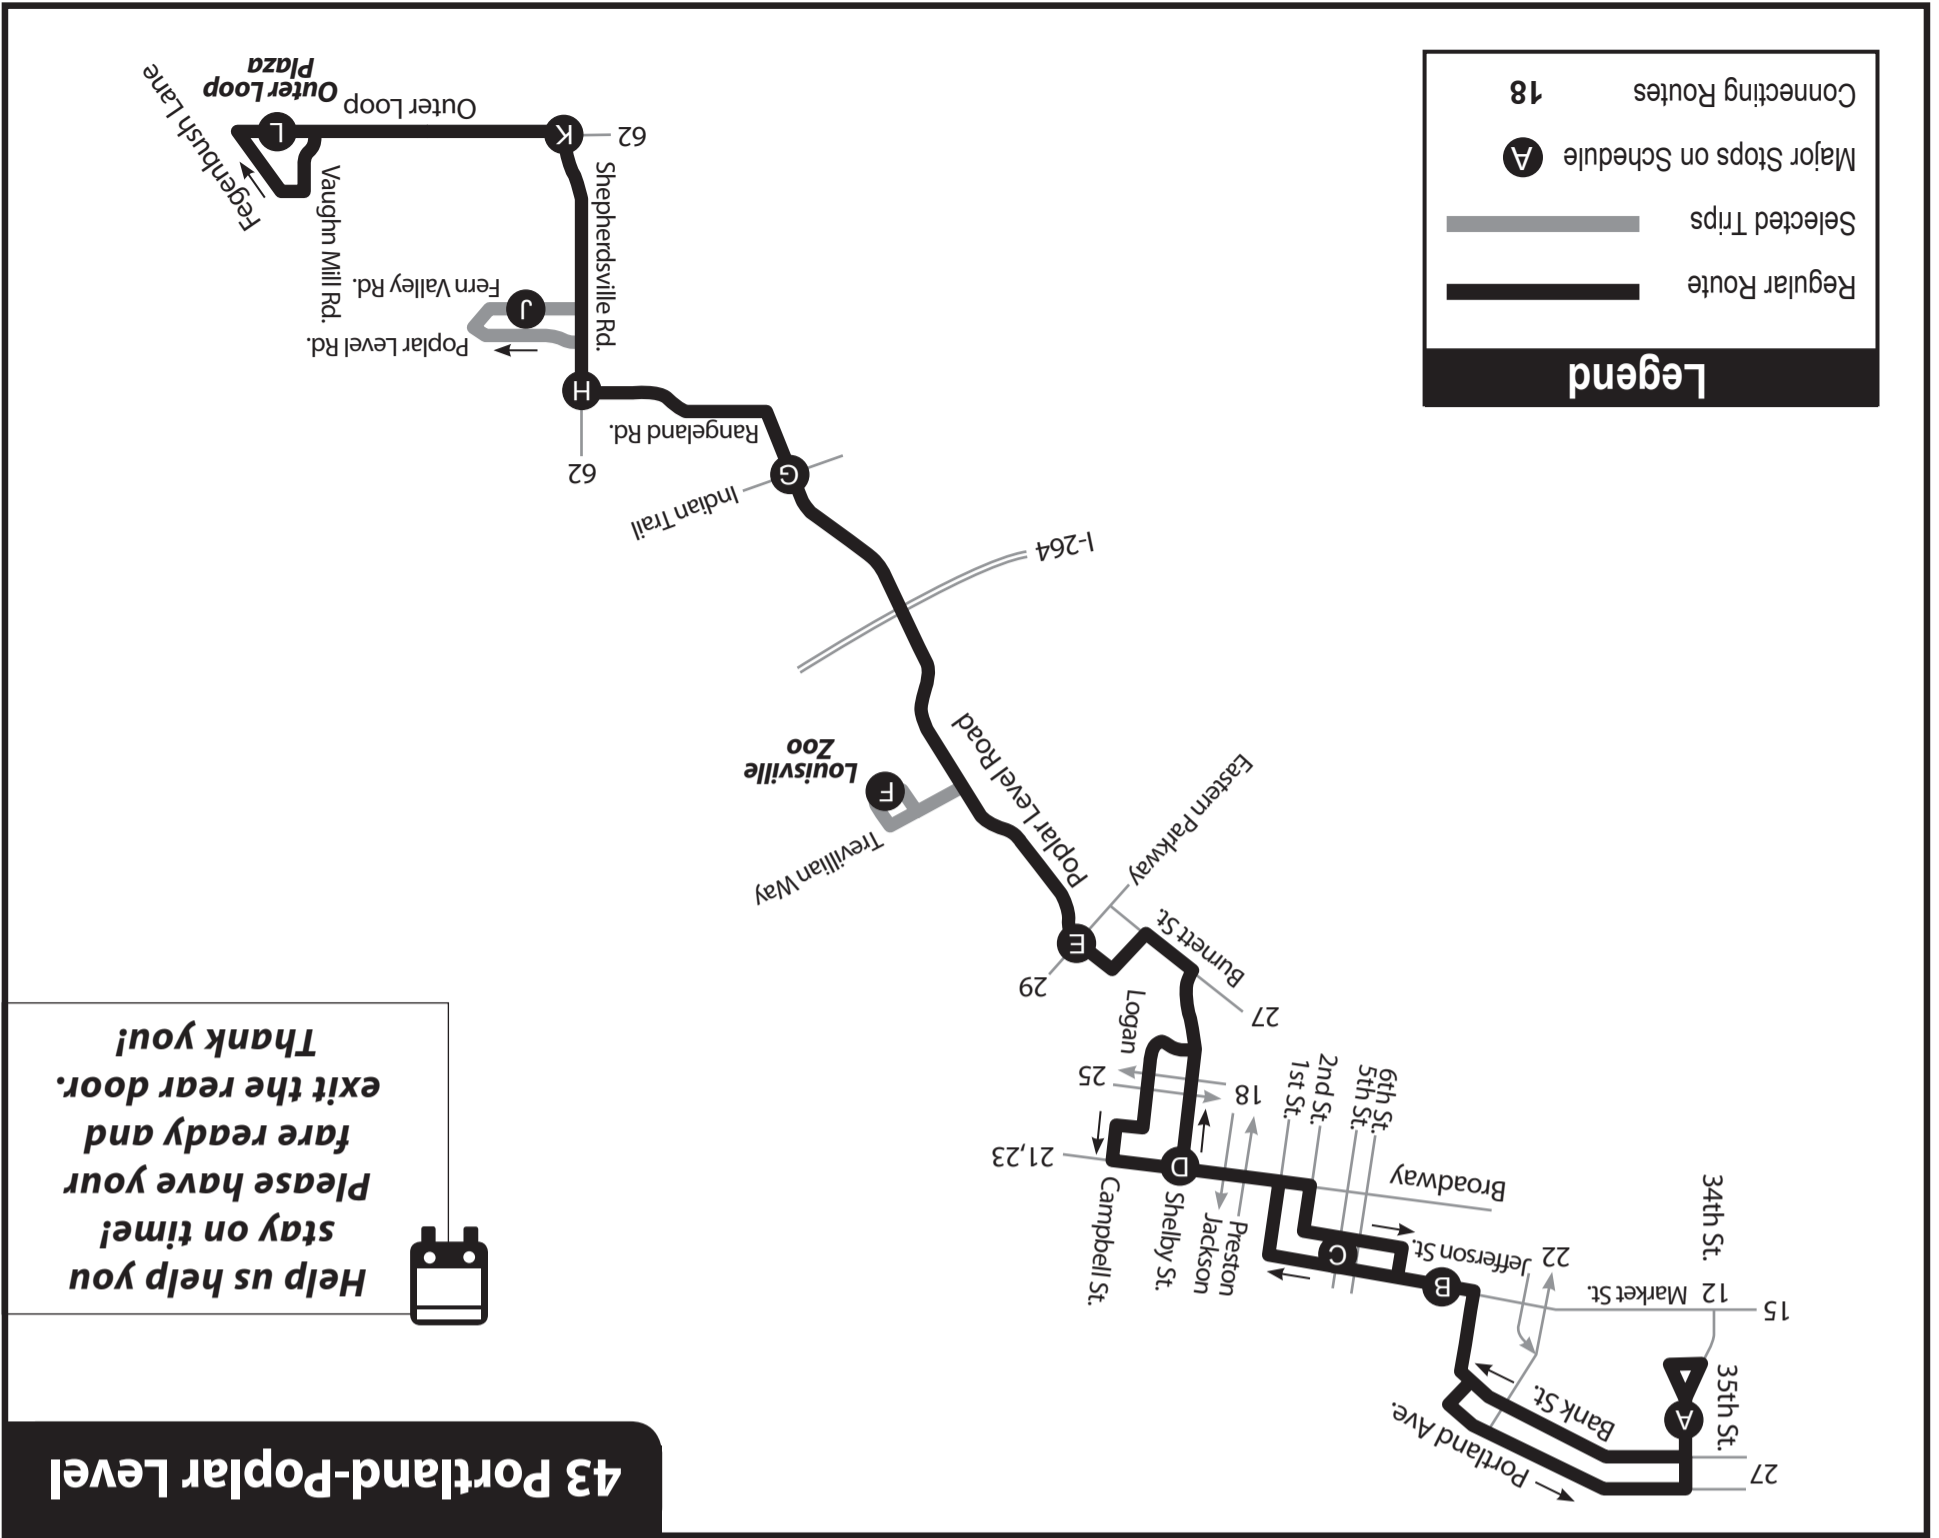 43 Portland-Poplar Level
Help us help you
stay on time!
Please have your
fare ready and
exit the rear door.
Thank you!
27
Portland Ave.
Bank St.
35th St.
A
15
12
Market St.
34th St.
22
Jefferson St.
B
C
Broadway
6th St.
5th St.
2nd St.
1st St.
Preston
Jackson
Shelby St.
Campbell St.
D
21,23
18
25
Logan
27
Burnett St.
29
E
Eastern Parkway
Poplar Level Road
Trevillian Way
F
Louisville
Zoo
I-264
Indian Trail
G
62
Rangeland Rd.
H
Poplar Level Rd.
J
Fern Valley Rd.
Shepherdsville Rd.
Vaughn Mill Rd.
Fegenbush Lane
62
K
Outer Loop
L
Outer Loop
Plaza
Legend
Regular Route
Selected Trips
Major Stops on Schedule A
Connecting Routes 18